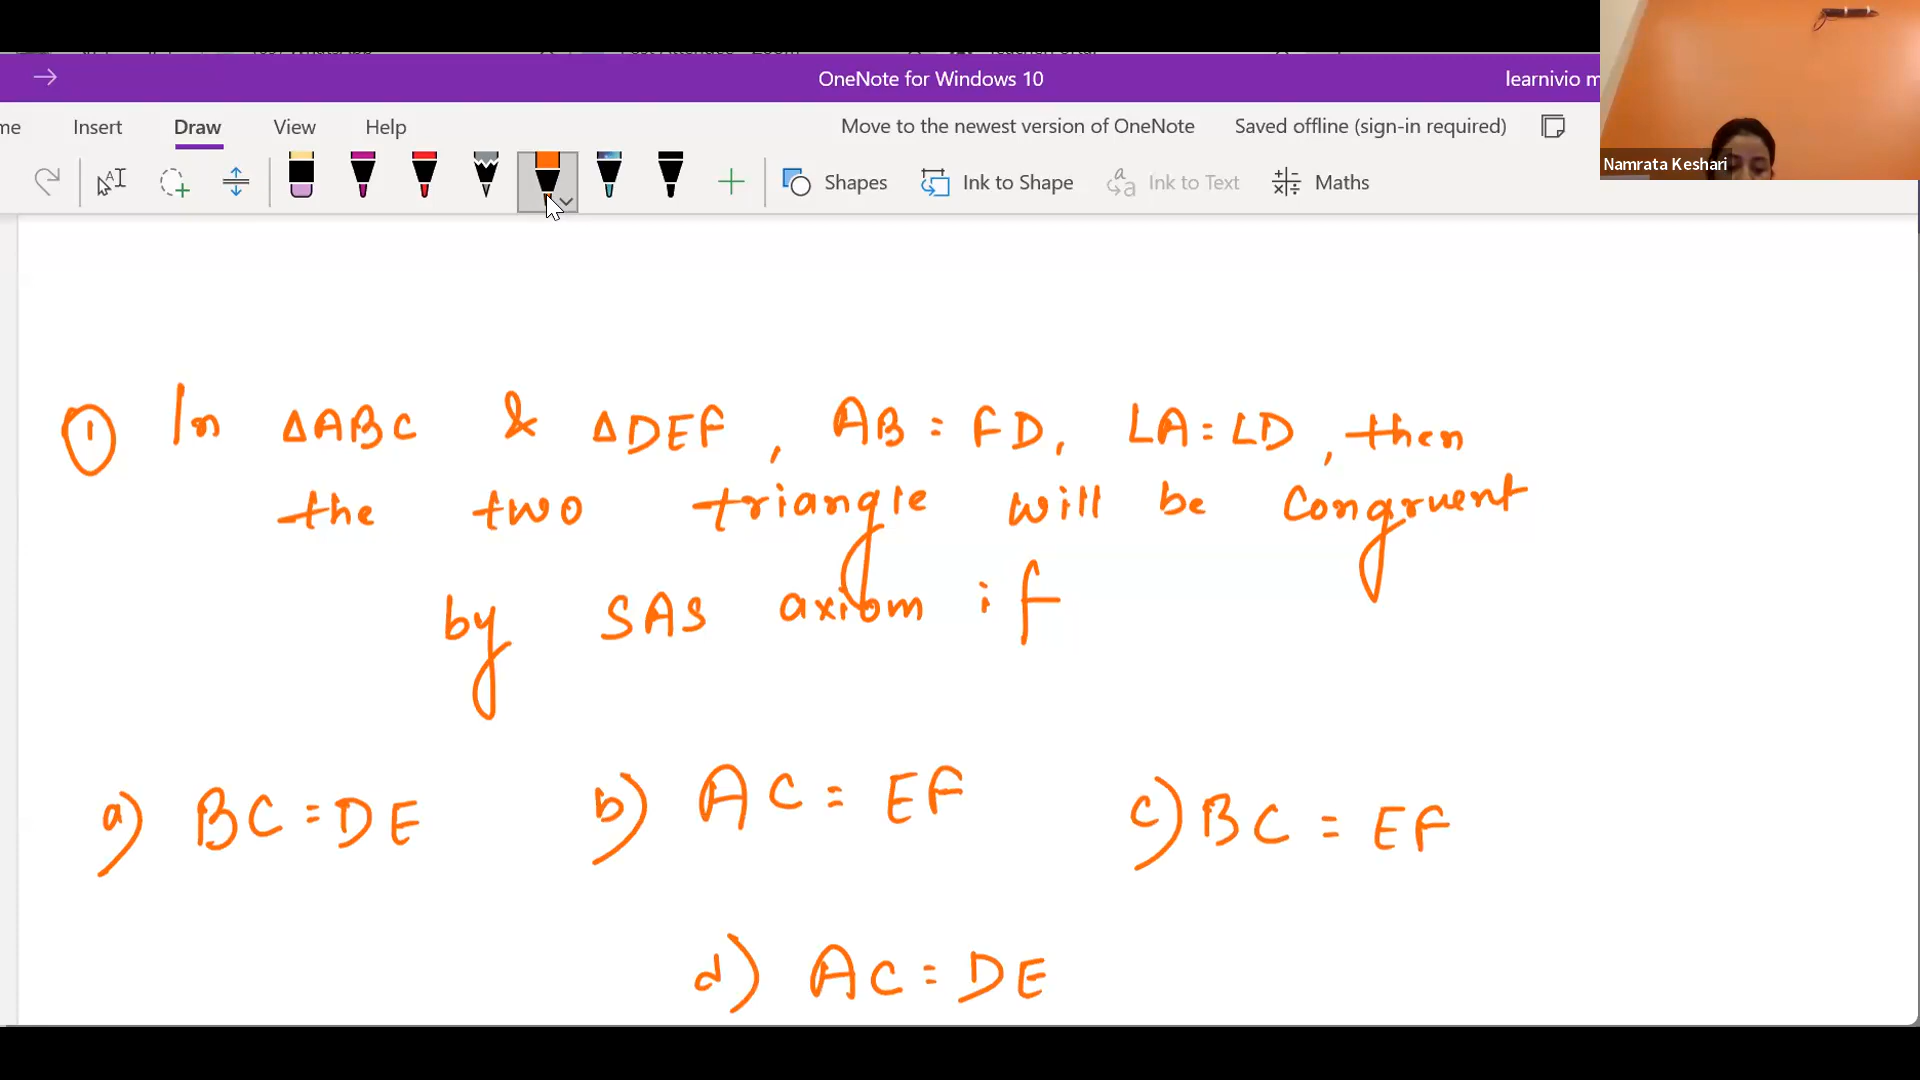 OneNote for Windows 10
learnivio m
me Insert Draw View Help Move to the newest version of OneNote Saved offline (sign-in required)
Shapes Ink to Shape Ink to Text Maths
Namrata Keshari
① In ΔABC & ΔDEF, AB = FD, ∠A = ∠D, then
the two triangle will be congruent
by SAS axiom if
a) BC = DE b) AC = EF c) BC = EF
d) AC = DE